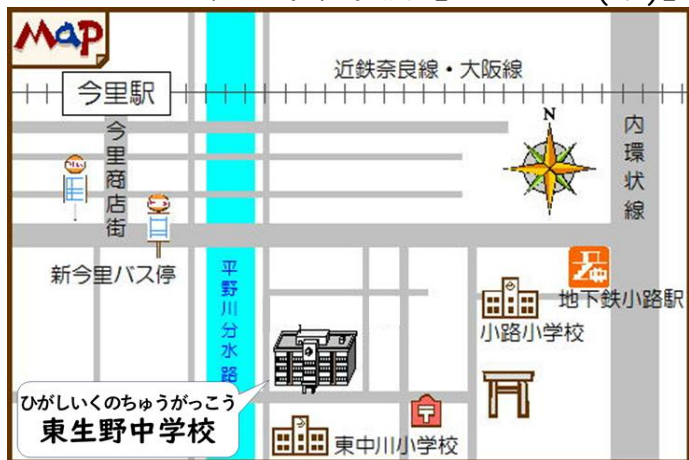 MAP
近鉄奈良線・大阪線
今里駅
N
今里商店街
内環状線
新今里バス停
平野川分水路
地下鉄小路駅
小路小学校
ひがしいくのちゅうがっこう
東生野中学校
東中川小学校